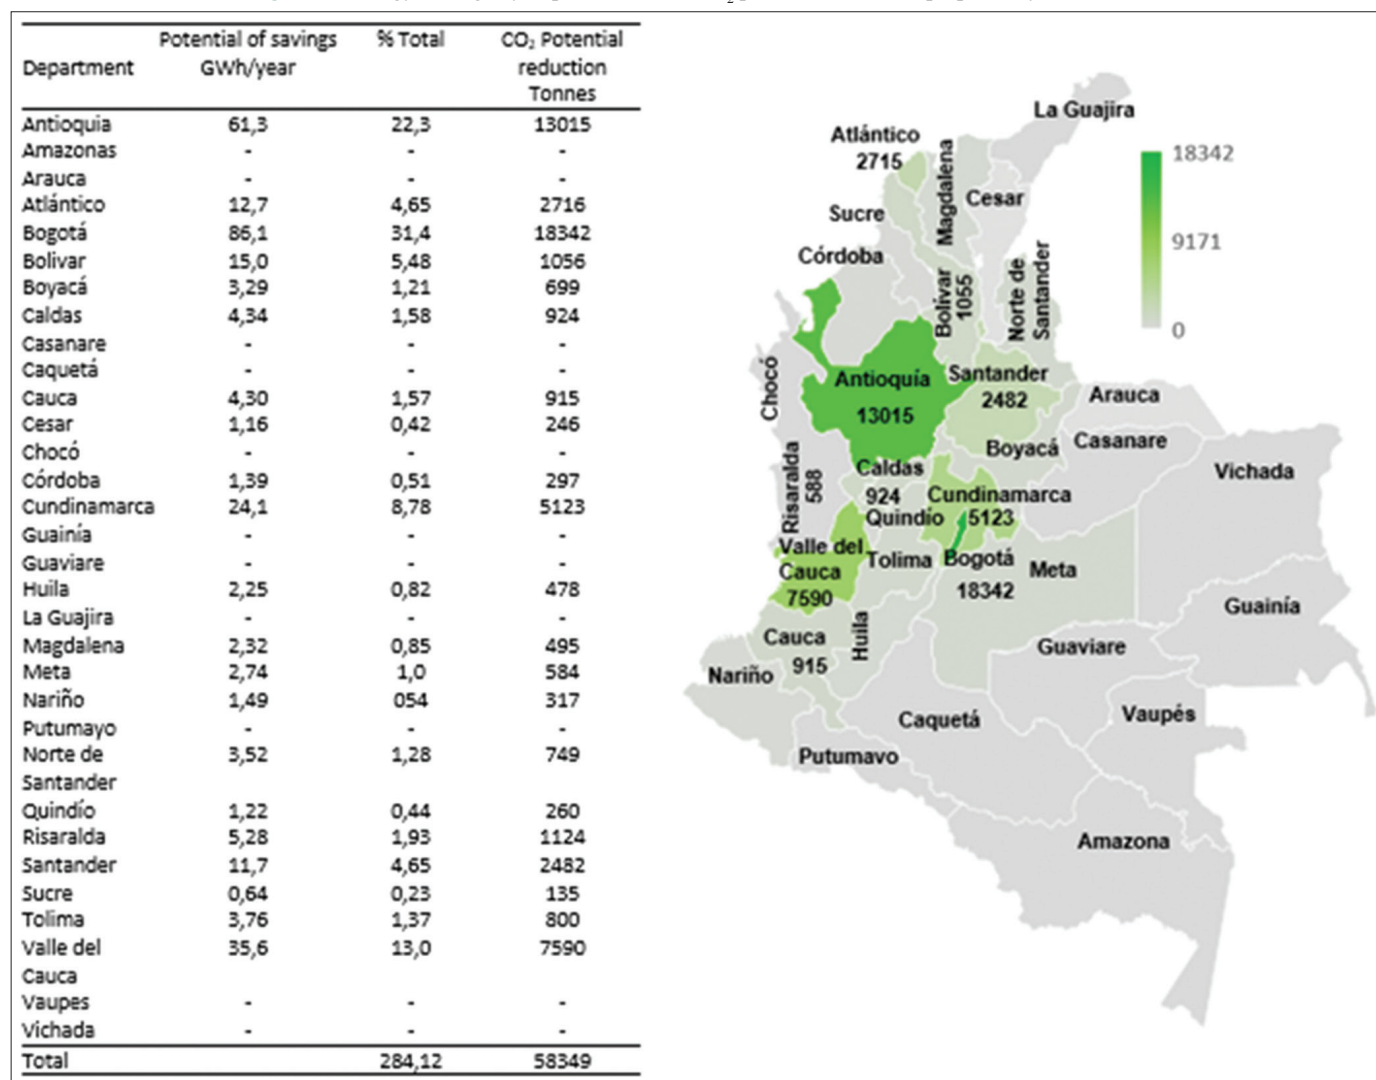 Potential of savings % Total CO₂ Potential
Department GWh/year reduction
Tonnes
Antioquia 61,3 22,3 13015
Amazonas - - -
Arauca - - -
Atlántico 12,7 4,65 2716
Bogotá 86,1 31,4 18342
Bolivar 15,0 5,48 1056
Boyacá 3,29 1,21 699
Caldas 4,34 1,58 924
Casanare - - -
Caquetá - - -
Cauca 4,30 1,57 915
Cesar 1,16 0,42 246
Chocó - - -
Córdoba 1,39 0,51 297
Cundinamarca 24,1 8,78 5123
Guainía - - -
Guaviare - - -
Huila 2,25 0,82 478
La Guajira - - -
Magdalena 2,32 0,85 495
Meta 2,74 1,0 584
Nariño 1,49 054 317
Putumayo - - -
Norte de 3,52 1,28 749
Santander
Quindío 1,22 0,44 260
Risaralda 5,28 1,93 1124
Santander 11,7 4,65 2482
Sucre 0,64 0,23 135
Tolima 3,76 1,37 800
Valle del 35,6 13,0 7590
Cauca
Vaupes - - -
Vichada - - -
Total 284,12 58349
La Guajira
Atlántico
2715
Magdalena
Cesar
Sucre
Córdoba
Bolívar
1055
Norte de
Santander
18342
9171
0
Chocó
Antioquía
13015
Santander
2482
Arauca
Boyacá
Casanare
Vichada
Risaralda
588
Caldas
924
Cundinamarca
5123
Quindío
Valle del
Cauca
7590
Tolima
Bogotá
18342
Meta
Guainía
Cauca
915
Huila
Guaviare
Nariño
Caquetá
Vaupés
Putumavo
Amazona